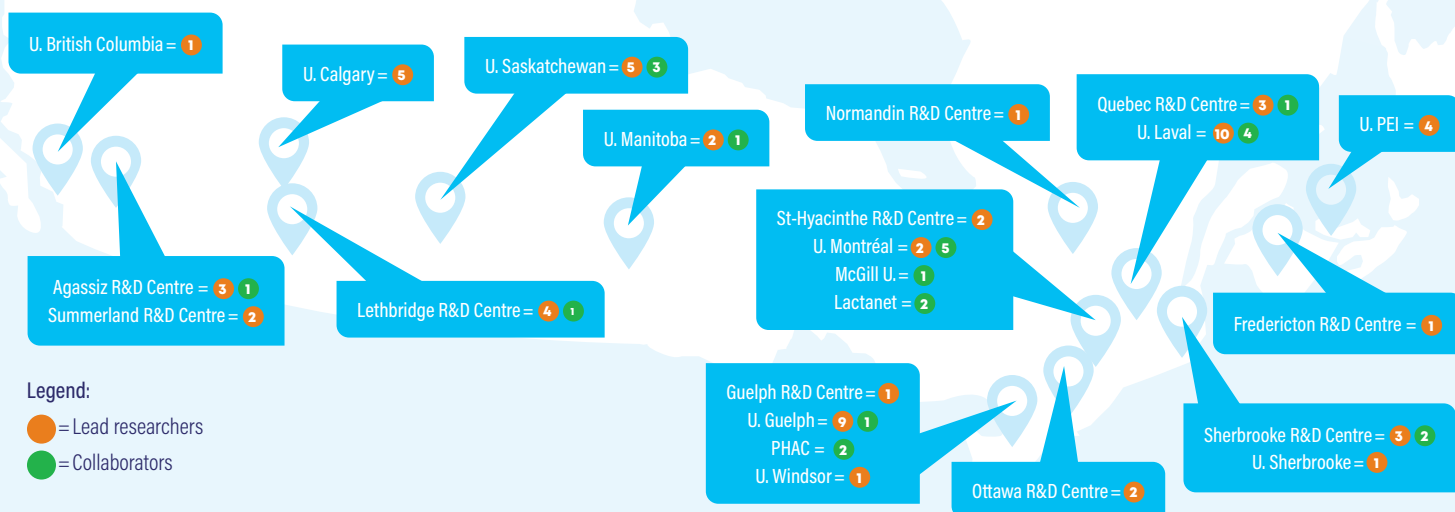 U. British Columbia = 1
U. Calgary = 5
U. Saskatchewan = 5 3
U. Manitoba = 2 1
Normandin R&D Centre = 1
Quebec R&D Centre = 3 1
U. Laval = 10 4
U. PEI = 4
Agassiz R&D Centre = 3 1
Summerland R&D Centre = 2
Lethbridge R&D Centre = 4 1
St-Hyacinthe R&D Centre = 2
U. Montréal = 2 5
McGill U. = 1
Lactanet = 2
Fredericton R&D Centre = 1
Guelph R&D Centre = 1
U. Guelph = 9 1
PHAC = 2
U. Windsor = 1
Ottawa R&D Centre = 2
Sherbrooke R&D Centre = 3 2
U. Sherbrooke = 1
Legend:
= Lead researchers
= Collaborators